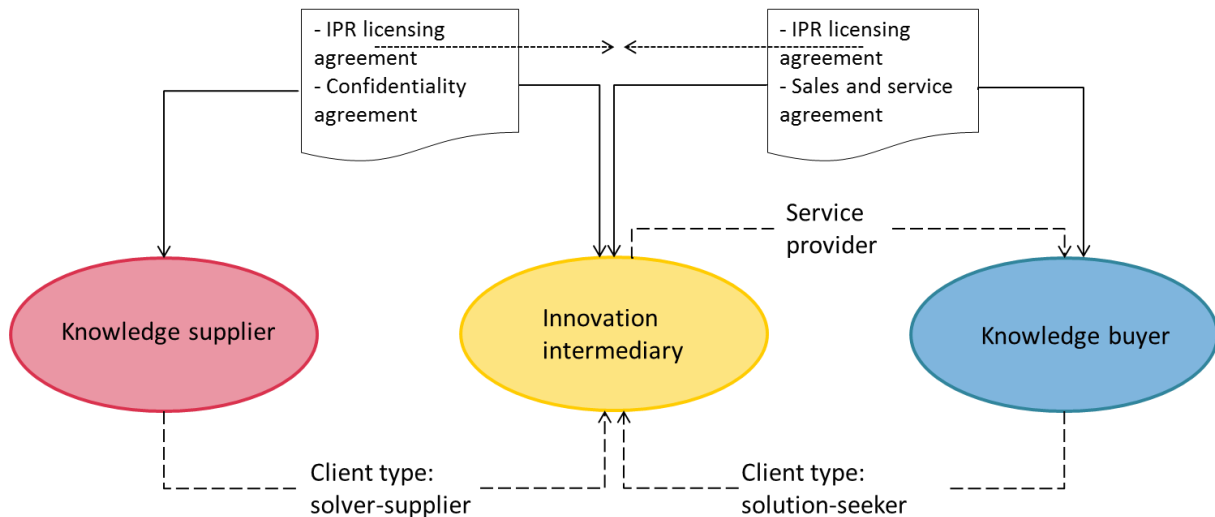 - IPR licensing
agreement
- Confidentiality
agreement
- IPR licensing
agreement
- Sales and service
agreement
Service
provider
Knowledge supplier
Innovation
intermediary
Knowledge buyer
Client type:
solver-supplier
Client type:
solution-seeker